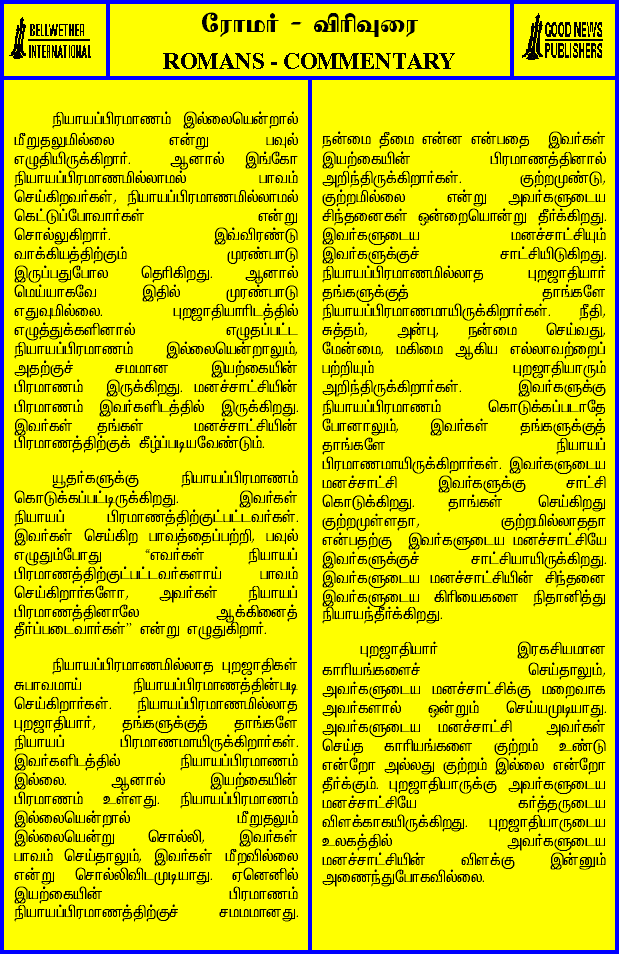 BELLWETHER
INTERNATIONAL
ரோமர் - விரிவுரை
ROMANS - COMMENTARY
GOOD NEWS
PUBLISHERS
நியாயப்பிரமாணம் இல்லையென்றால்
மீறுதலுமில்லை என்று பவுல்
எழுதியிருக்கிறார். ஆனால் இங்கோ
நியாயப்பிரமாணமில்லாமல் பாவம்
செய்கிறவர்கள், நியாயப்பிரமாணமில்லாமல்
கெட்டுப்போவார்கள் என்று
சொல்லுகிறார். இவ்விரண்டு
வாக்கியத்திற்கும் முரண்பாடு
இருப்பதுபோல தெரிகிறது. ஆனால்
மெய்யாகவே இதில் முரண்பாடு
எதுவுமில்லை. புறஜாதியாரிடத்தில்
எழுத்துக்களினால் எழுதப்பட்ட
நியாயப்பிரமாணம் இல்லையென்றாலும்,
அதற்குச் சமமான இயற்கையின்
பிரமாணம் இருக்கிறது. மனச்சாட்சியின்
பிரமாணம் இவர்களிடத்தில் இருக்கிறது.
இவர்கள் தங்கள் மனச்சாட்சியின்
பிரமாணத்திற்குக் கீழ்ப்படியவேண்டும்.
யூதர்களுக்கு நியாயப்பிரமாணம்
கொடுக்கப்பட்டிருக்கிறது. இவர்கள்
நியாயப் பிரமாணத்திற்குட்பட்டவர்கள்.
இவர்கள் செய்கிற பாவத்தைப்பற்றி, பவுல்
எழுதும்போது “எவர்கள் நியாயப்
பிரமாணத்திற்குட்பட்டவர்களாய் பாவம்
செய்கிறார்களோ, அவர்கள் நியாயப்
பிரமாணத்தினாலே ஆக்கினைத்
தீர்ப்படைவார்கள்” என்று எழுதுகிறார்.
நியாயப்பிரமாணமில்லாத புறஜாதிகள்
சுபாவமாய் நியாயப்பிரமாணத்தின்படி
செய்கிறார்கள். நியாயப்பிரமாணமில்லாத
புறஜாதியார், தங்களுக்குத் தாங்களே
நியாயப் பிரமாணமாயிருக்கிறார்கள்.
இவர்களிடத்தில் நியாயப்பிரமாணம்
இல்லை. ஆனால் இயற்கையின்
பிரமாணம் உள்ளது. நியாயப்பிரமாணம்
இல்லையென்றால் மீறுதலும்
இல்லையென்று சொல்லி, இவர்கள்
பாவம் செய்தாலும், இவர்கள் மீறவில்லை
என்று சொல்லிவிடமுடியாது. ஏனெனில்
இயற்கையின் பிரமாணம்
நியாயப்பிரமாணத்திற்குச் சமமமானது.
நன்மை தீமை என்ன என்பதை இவர்கள்
இயற்கையின் பிரமாணத்தினால்
அறிந்திருக்கிறார்கள். குற்றமுண்டு,
குற்றமில்லை என்று அவர்களுடைய
சிந்தனைகள் ஒன்றையொன்று தீர்க்கிறது.
இவர்களுடைய மனச்சாட்சியும்
இவர்களுக்குச் சாட்சியிடுகிறது.
நியாயப்பிரமாணமில்லாத புறஜாதியார்
தங்களுக்குத் தாங்களே
நியாயப்பிரமாணமாயிருக்கிறார்கள். நீதி,
சுத்தம், அன்பு, நன்மை செய்வது,
மேன்மை, மகிமை ஆகிய எல்லாவற்றைப்
பற்றியும் புறஜாதியாரும்
அறிந்திருக்கிறார்கள். இவர்களுக்கு
நியாயப்பிரமாணம் கொடுக்கப்படாதே
போனாலும், இவர்கள் தங்களுக்குத்
தாங்களே நியாயப்
பிரமாணமாயிருக்கிறார்கள். இவர்களுடைய
மனச்சாட்சி இவர்களுக்கு சாட்சி
கொடுக்கிறது. தாங்கள் செய்கிறது
குற்றமுள்ளதா, குற்றமில்லாததா
என்பதற்கு இவர்களுடைய மனச்சாட்சியே
இவர்களுக்குச் சாட்சியாயிருக்கிறது.
இவர்களுடைய மனச்சாட்சியின் சிந்தனை
இவர்களுடைய கிரியைகளை நிதானித்து
நியாயந்தீர்க்கிறது.
புறஜாதியார் இரகசியமான
காரியங்களைச் செய்தாலும்,
அவர்களுடைய மனச்சாட்சிக்கு மறைவாக
அவர்களால் ஒன்றும் செய்யமுடியாது.
அவர்களுடைய மனச்சாட்சி அவர்கள்
செய்த காரியங்களை குற்றம் உண்டு
என்றோ அல்லது குற்றம் இல்லை என்றோ
தீர்க்கும். புறஜாதியாருக்கு அவர்களுடைய
மனச்சாட்சியே கர்த்தருடைய
விளக்காகயிருக்கிறது. புறஜாதியாருடைய
உலகத்தில் அவர்களுடைய
மனச்சாட்சியின் விளக்கு இன்னும்
அணைந்துபோகவில்லை.